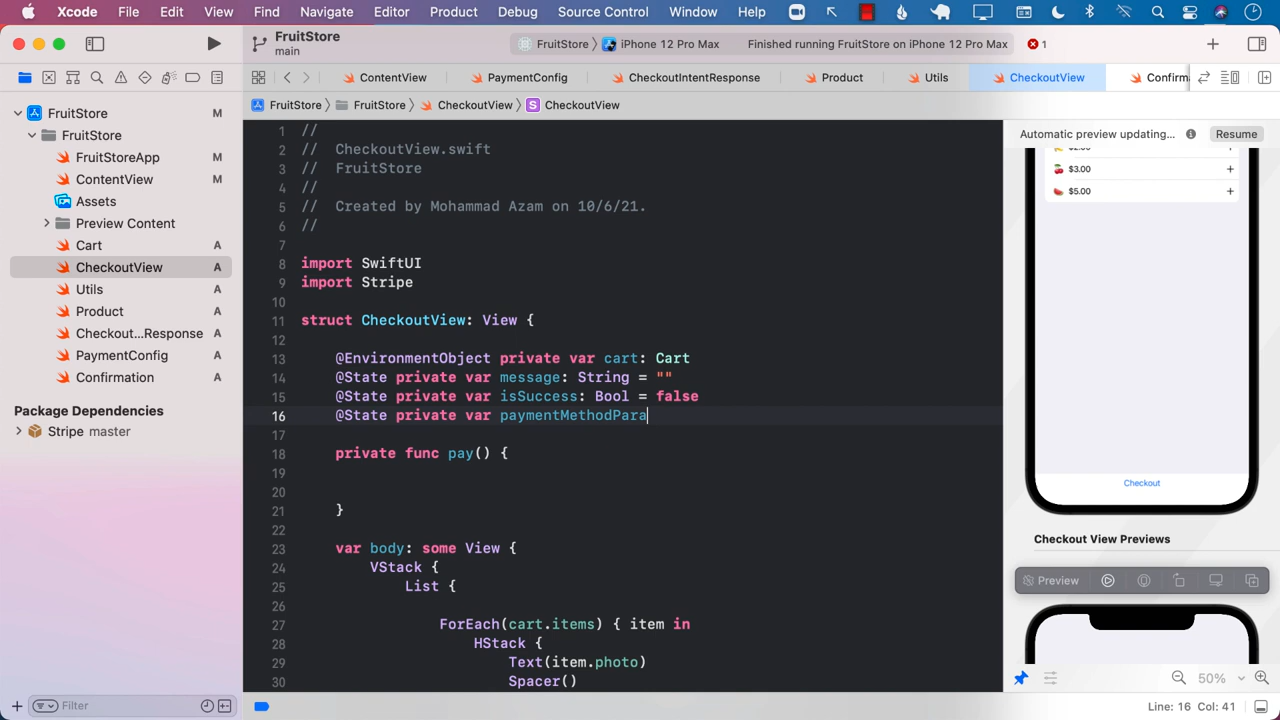 Xcode File Edit View Find Navigate Editor Product Debug Source Control Window Help
FruitStore
main
FruitStore iPhone 12 Pro Max Finished running FruitStore on iPhone 12 Pro Max 1
ContentView PaymentConfig CheckoutIntentResponse Product Utils CheckoutView Confirm
FruitStore FruitStore CheckoutView S CheckoutView
FruitStore M
FruitStore
FruitStoreApp M
ContentView M
Assets
Preview Content
Cart A
CheckoutView A
Utils A
Product A
Checkout...Response A
PaymentConfig A
Confirmation A
Package Dependencies
Stripe master
Filter
1 //
2 // CheckoutView.swift
3 // FruitStore
4 //
5 // Created by Mohammad Azam on 10/6/21.
6 //
7
8 import SwiftUI
9 import Stripe
10
11 struct CheckoutView: View {
12
13 @EnvironmentObject private var cart: Cart
14 @State private var message: String = ""
15 @State private var isSuccess: Bool = false
16 @State private var paymentMethodPara
17
18 private func pay() {
19
20
21 }
22
23 var body: some View {
24 VStack {
25 List {
26
27 ForEach(cart.items) { item in
28 HStack {
29 Text(item.photo)
30 Spacer()
Automatic preview updating... Resume
$2.00 +
$3.00 +
$5.00 +
Checkout
Checkout View Previews
Preview
50%
Line: 16 Col: 41